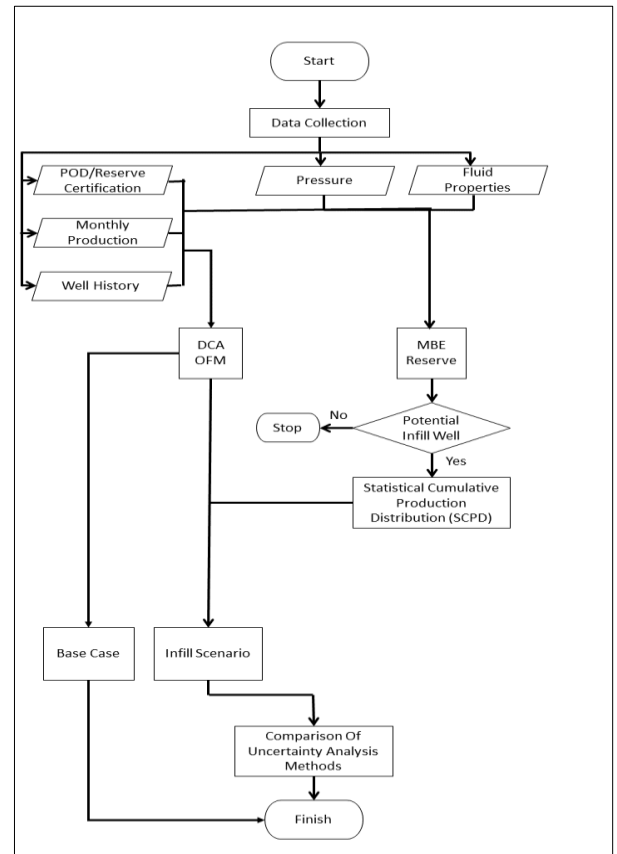 Start
Data Collection
POD/Reserve
Certification
Pressure
Fluid
Properties
Monthly
Production
Well History
DCA
OFM
MBE
Reserve
No
Stop
Potential
Infill Well
Yes
Statistical Cumulative
Production
Distribution (SCPD)
Base Case
Infill Scenario
Comparison Of
Uncertainty Analysis
Methods
Finish